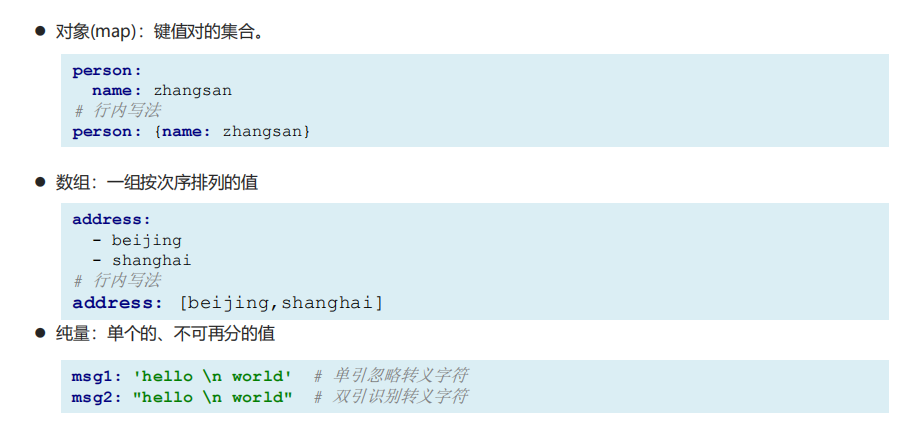 ● 对象(map)：键值对的集合。
person:
  name: zhangsan
# 行内写法
person: {name: zhangsan}
● 数组：一组按次序排列的值
address:
  - beijing
  - shanghai
# 行内写法
address: [beijing,shanghai]
● 纯量：单个的、不可再分的值
msg1: 'hello \n world'  # 单引忽略转义字符
msg2: "hello \n world"  # 双引识别转义字符